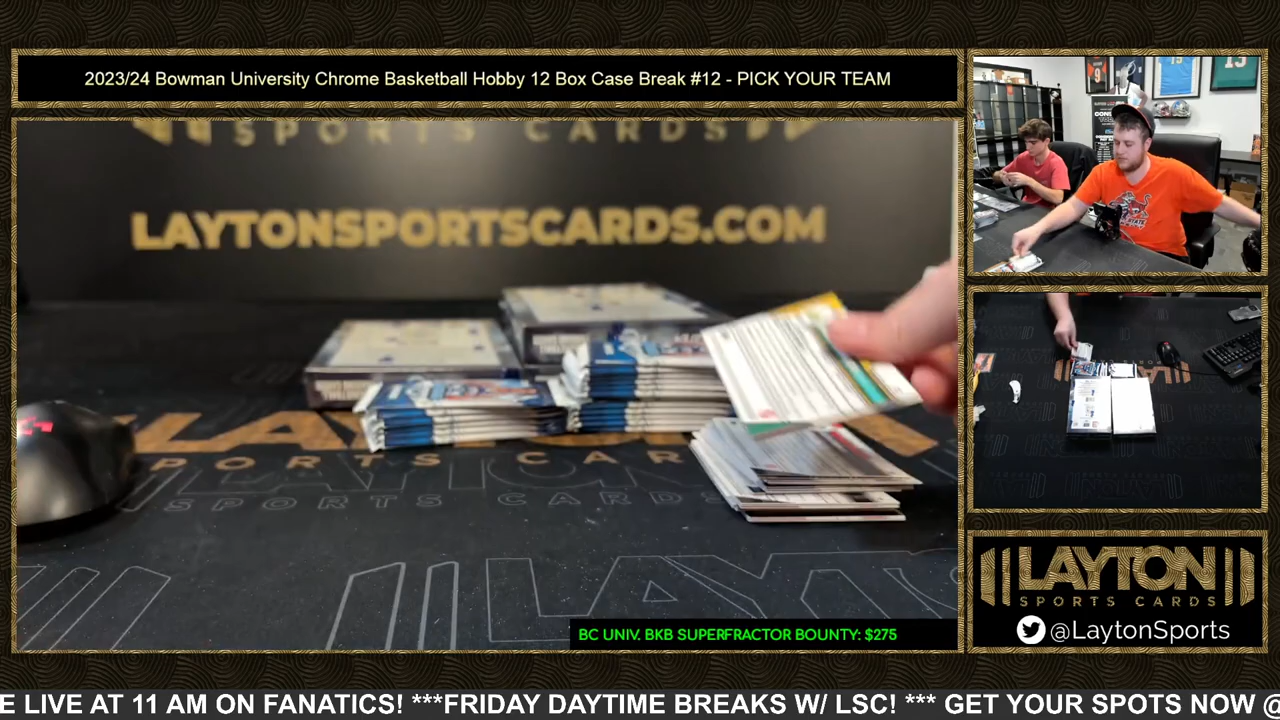 2023/24 Bowman University Chrome Basketball Hobby 12 Box Case Break #12 - PICK YOUR TEAM
SPORTS CARDS
LAYTONSPORTSCARDS.COM
BC UNIV. BKB SUPERFRACTOR BOUNTY: $275
LAYTON
SPORTS CARDS
@LaytonSports
E LIVE AT 11 AM ON FANATICS! ***FRIDAY DAYTIME BREAKS W/ LSC! *** GET YOUR SPOTS NOW @